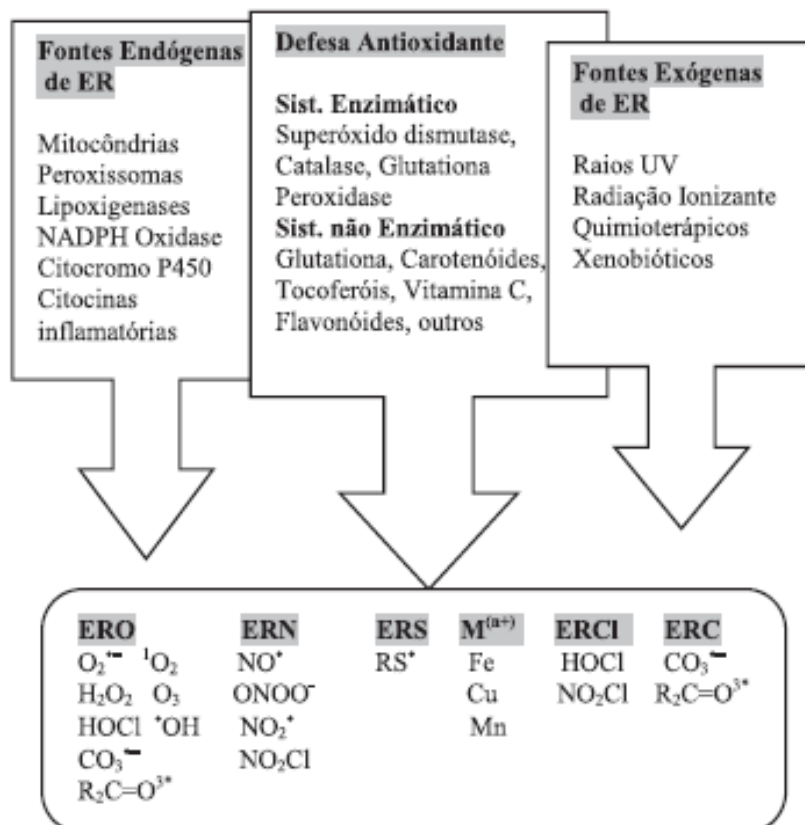 Fontes Endógenas
de ER
Mitocôndrias
Peroxissomas
Lipoxigenases
NADPH Oxidase
Citocromo P450
Citocinas
inflamatórias
Defesa Antioxidante
Sist. Enzimático
Superóxido dismutase,
Catalase, Glutationa
Peroxidase
Sist. não Enzimático
Glutationa, Carotenóides,
Tocoferóis, Vitamina C,
Flavonóides, outros
Fontes Exógenas
de ER
Raios UV
Radiação Ionizante
Quimioterápicos
Xenobióticos
ERO
O₂•⁻ ¹O₂
H₂O₂ O₃
HOCl •OH
CO₃•⁻
R₂C=O³*
ERN
NO•
ONOO⁻
NO₂•
NO₂Cl
ERS
RS•
M⁽ⁿ⁺⁾
Fe
Cu
Mn
ERCl
HOCl
NO₂Cl
ERC
CO₃•⁻
R₂C=O³*